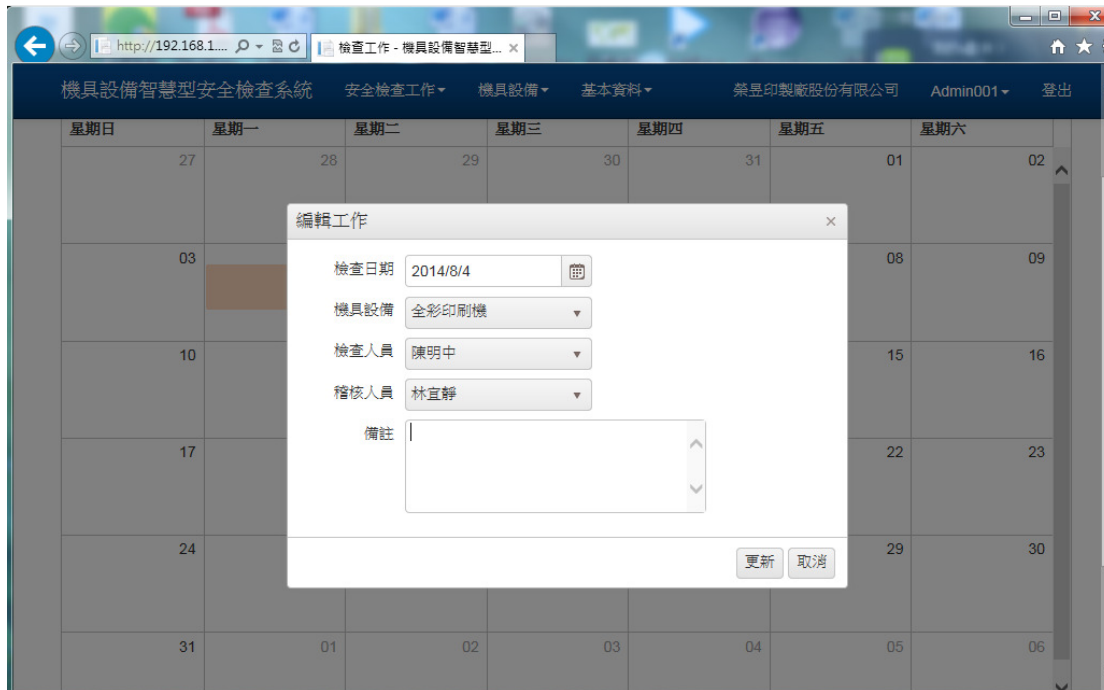 http://192.168.1.... 檢查工作 - 機具設備智慧型...
機具設備智慧型安全檢查系統 安全檢查工作 機具設備 基本資料 榮昱印製廠股份有限公司 Admin001 登出
星期日 星期一 星期二 星期三 星期四 星期五 星期六
27 28 29 30 31 01 02
編輯工作
03 08 09
檢查日期 2014/8/4
機具設備 全彩印刷機
檢查人員 陳明中
10 15 16
稽核人員 林宜靜
備註
17 22 23
24 29 30
更新 取消
31 01 02 03 04 05 06